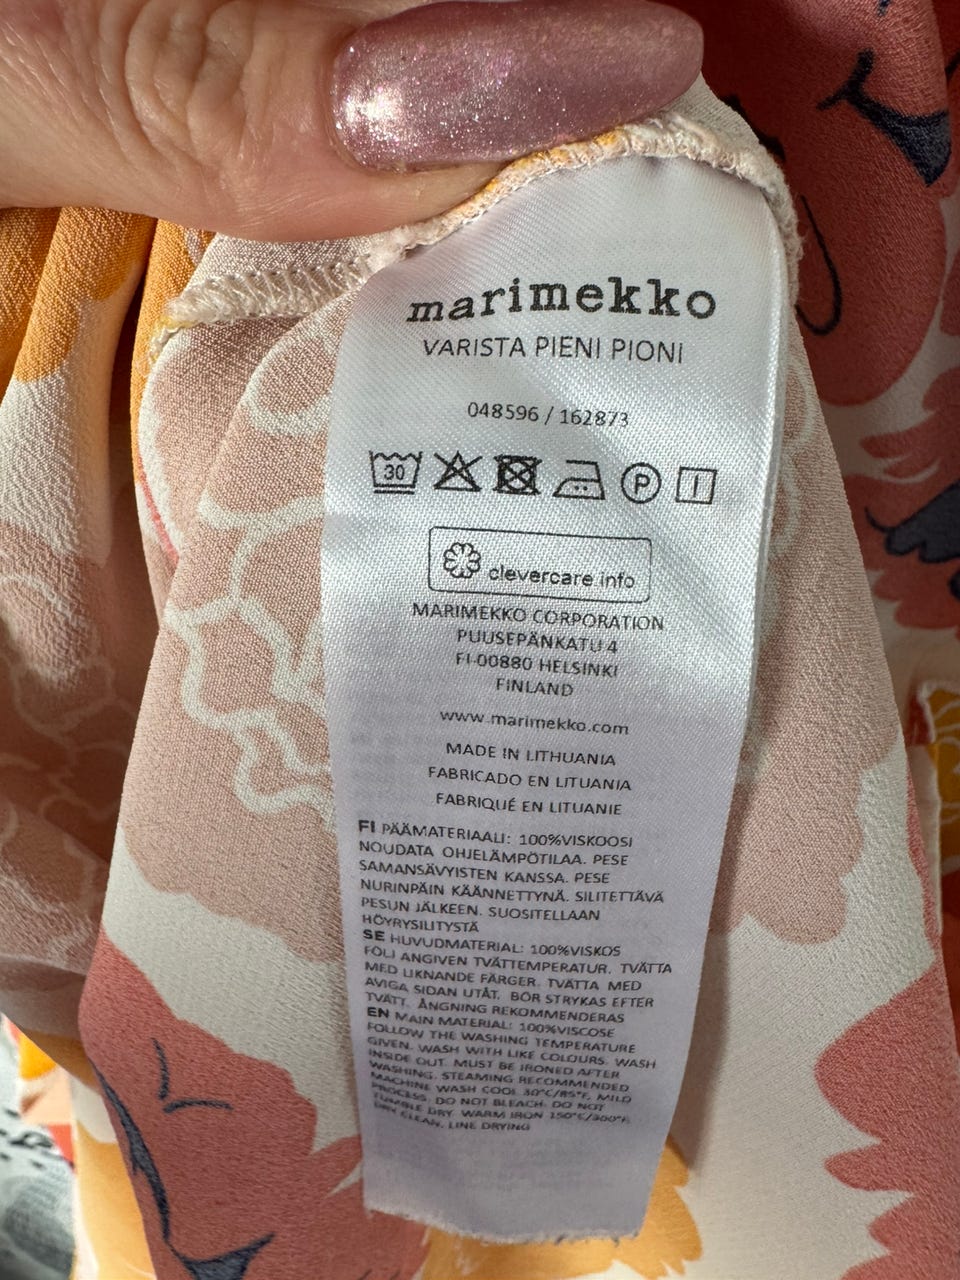 marimekko
VARISTA PIENI PIONI
048596 / 162873
30 P
clevercare.info
MARIMEKKO CORPORATION
PUUSEPÄNKATU 4
FI-00880 HELSINKI
FINLAND
www.marimekko.com
MADE IN LITHUANIA
FABRICADO EN LITUANIA
FABRIQUÉ EN LITUANIE
FI PÄÄMATERIAALI: 100%VISKOOSI
NOUDATA OHJELÄMPÖTILAA. PESE
SAMANSÄVYISTEN KANSSA. PESE
NURINPÄIN KÄÄNNETTYNÄ. SILITETTÄVÄ
PESUN JÄLKEEN. SUOSITELLAAN
HÖYRYSILITYSTÄ
SE HUVUDMATERIAL: 100%VISKOS
FÖLJ ANGIVEN TVÄTTEMPERATUR. TVÄTTA
MED LIKNANDE FÄRGER. TVÄTTA MED
AVIGA SIDAN UTÅT. BÖR STRYKAS EFTER
TVÄTT. ÅNGNING REKOMMENDERAS
EN MAIN MATERIAL: 100%VISCOSE
FOLLOW THE WASHING TEMPERATURE
GIVEN. WASH WITH LIKE COLOURS. WASH
INSIDE OUT. MUST BE IRONED AFTER
WASHING. STEAMING RECOMMENDED
MACHINE WASH COOL 30°C/85°F, MILD
PROCESS. DO NOT BLEACH. DO NOT
TUMBLE DRY. WARM IRON 150°C/300°F.
DRY CLEAN. LINE DRYING